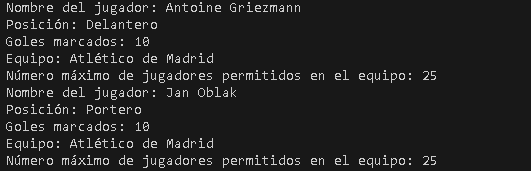 Nombre del jugador: Antoine Griezmann
Posición: Delantero
Goles marcados: 10
Equipo: Atlético de Madrid
Número máximo de jugadores permitidos en el equipo: 25
Nombre del jugador: Jan Oblak
Posición: Portero
Goles marcados: 10
Equipo: Atlético de Madrid
Número máximo de jugadores permitidos en el equipo: 25